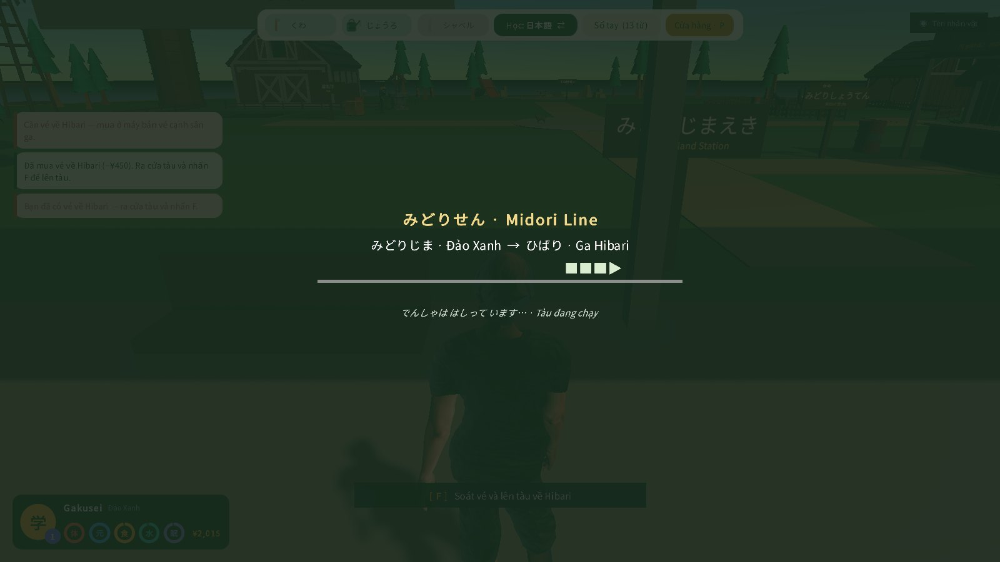 くわ
じょうろ
シャベル
Học: 日本語 ⇄
Sổ tay (13 từ)
Cửa hàng · P
Tên nhân vật
みどりしょうてん
み
じまえき
land Station
Cần vé về Hibari — mua ở máy bán vé cạnh sân
ga.
Đã mua vé về Hibari (-¥450). Ra cửa tàu và nhấn
F để lên tàu.
Bạn đã có vé về Hibari — ra cửa tàu và nhấn F.
みどりせん · Midori Line
みどりじま · Đảo Xanh → ひばり · Ga Hibari
でんしゃは はしって います… · Tàu đang chạy
[ F ] Soát vé và lên tàu về Hibari
学
1
Gakusei Đảo Xanh
体 元 食 水 眠 ¥2,015